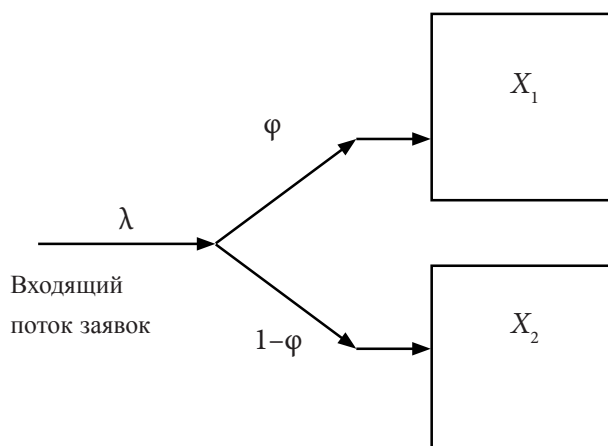 X₁
φ
λ
Входящий
поток заявок
1–φ
X₂